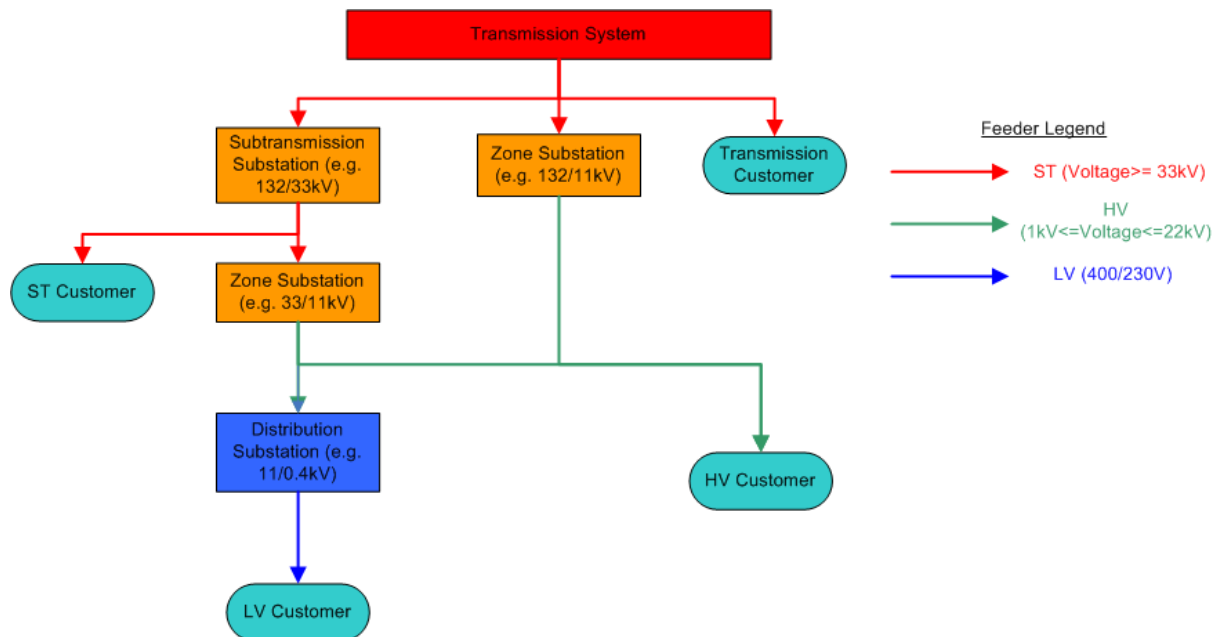 Transmission System
Subtransmission
Substation (e.g.
132/33kV)
Zone Substation
(e.g. 132/11kV)
Transmission
Customer
Feeder Legend
ST (Voltage>= 33kV)
HV
(1kV<=Voltage<=22kV)
LV (400/230V)
ST Customer
Zone Substation
(e.g. 33/11kV)
Distribution
Substation (e.g.
11/0.4kV)
HV Customer
LV Customer